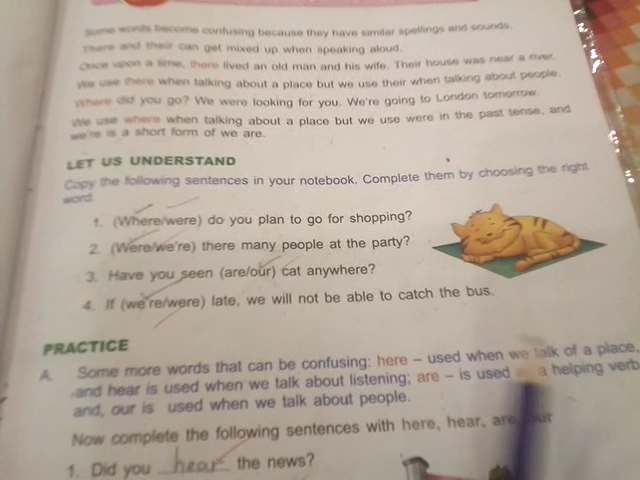 Some words become confusing because they have similar spellings and sounds.
There and their can get mixed up when speaking aloud.
Once upon a time, there lived an old man and his wife. Their house was near a river.
We use there when talking about a place but we use their when talking about people.
Where did you go? We were looking for you. We're going to London tomorrow.
We use where when talking about a place but we use were in the past tense, and
we're is a short form of we are.
LET US UNDERSTAND
Copy the following sentences in your notebook. Complete them by choosing the right
word.
1. (Where/were) do you plan to go for shopping?
2. (Were/we're) there many people at the party?
3. Have you seen (are/our) cat anywhere?
4. If (we're/were) late, we will not be able to catch the bus.
PRACTICE
A. Some more words that can be confusing: here – used when we talk of a place,
and hear is used when we talk about listening; are – is used a helping verb
and, our is used when we talk about people.
Now complete the following sentences with here, hear, are, our
1. Did you hear the news?